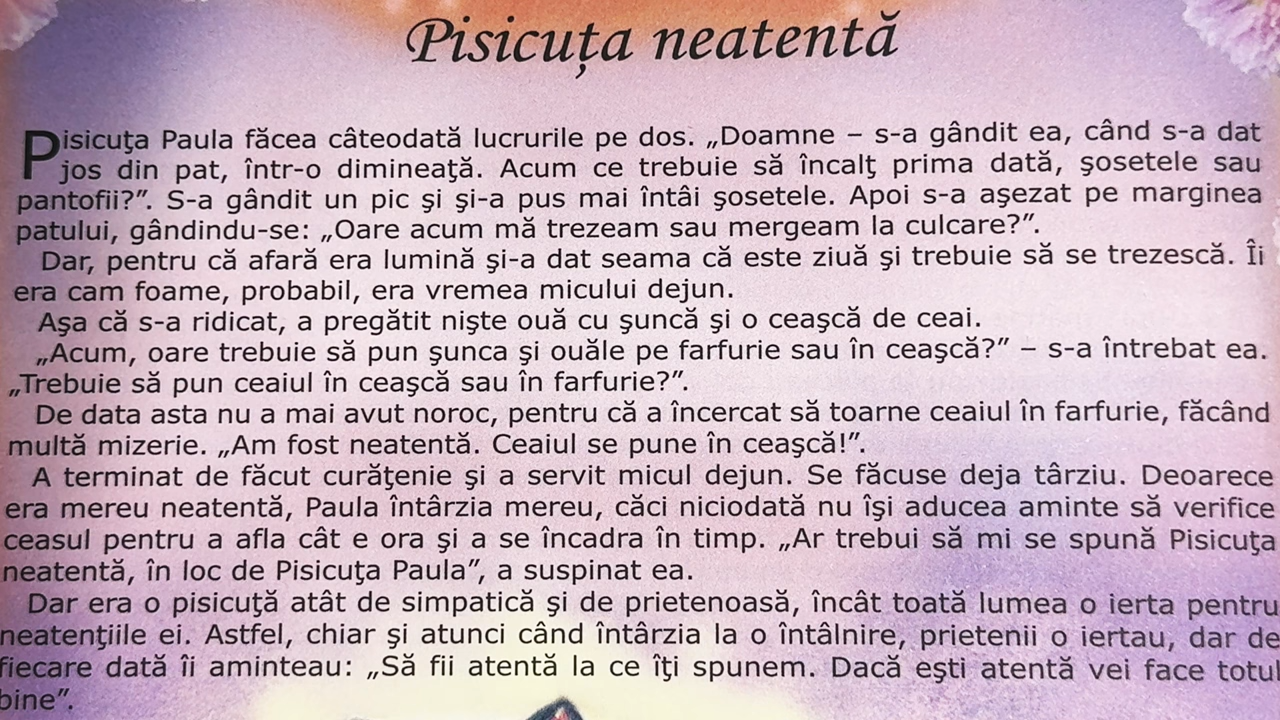 Pisicuța neatentă
Pisicuţa Paula făcea câteodată lucrurile pe dos. „Doamne – s-a gândit ea, când s-a dat
jos din pat, într-o dimineaţă. Acum ce trebuie să încalţ prima dată, şosetele sau
pantofii?”. S-a gândit un pic şi şi-a pus mai întâi şosetele. Apoi s-a aşezat pe marginea
patului, gândindu-se: „Oare acum mă trezeam sau mergeam la culcare?”.
Dar, pentru că afară era lumină şi-a dat seama că este ziuă şi trebuie să se trezescă. Îi
era cam foame, probabil, era vremea micului dejun.
Aşa că s-a ridicat, a pregătit nişte ouă cu şuncă şi o ceaşcă de ceai.
„Acum, oare trebuie să pun şunca şi ouăle pe farfurie sau în ceaşcă?” – s-a întrebat ea.
„Trebuie să pun ceaiul în ceaşcă sau în farfurie?”.
De data asta nu a mai avut noroc, pentru că a încercat să toarne ceaiul în farfurie, făcând
multă mizerie. „Am fost neatentă. Ceaiul se pune în ceaşcă!”.
A terminat de făcut curăţenie şi a servit micul dejun. Se făcuse deja târziu. Deoarece
era mereu neatentă, Paula întârzia mereu, căci niciodată nu îşi aducea aminte să verifice
ceasul pentru a afla cât e ora şi a se încadra în timp. „Ar trebui să mi se spună Pisicuţa
neatentă, în loc de Pisicuţa Paula”, a suspinat ea.
Dar era o pisicuţă atât de simpatică şi de prietenoasă, încât toată lumea o ierta pentru
neatenţiile ei. Astfel, chiar şi atunci când întârzia la o întâlnire, prietenii o iertau, dar de
fiecare dată îi aminteau: „Să fii atentă la ce îţi spunem. Dacă eşti atentă vei face totul
bine”.